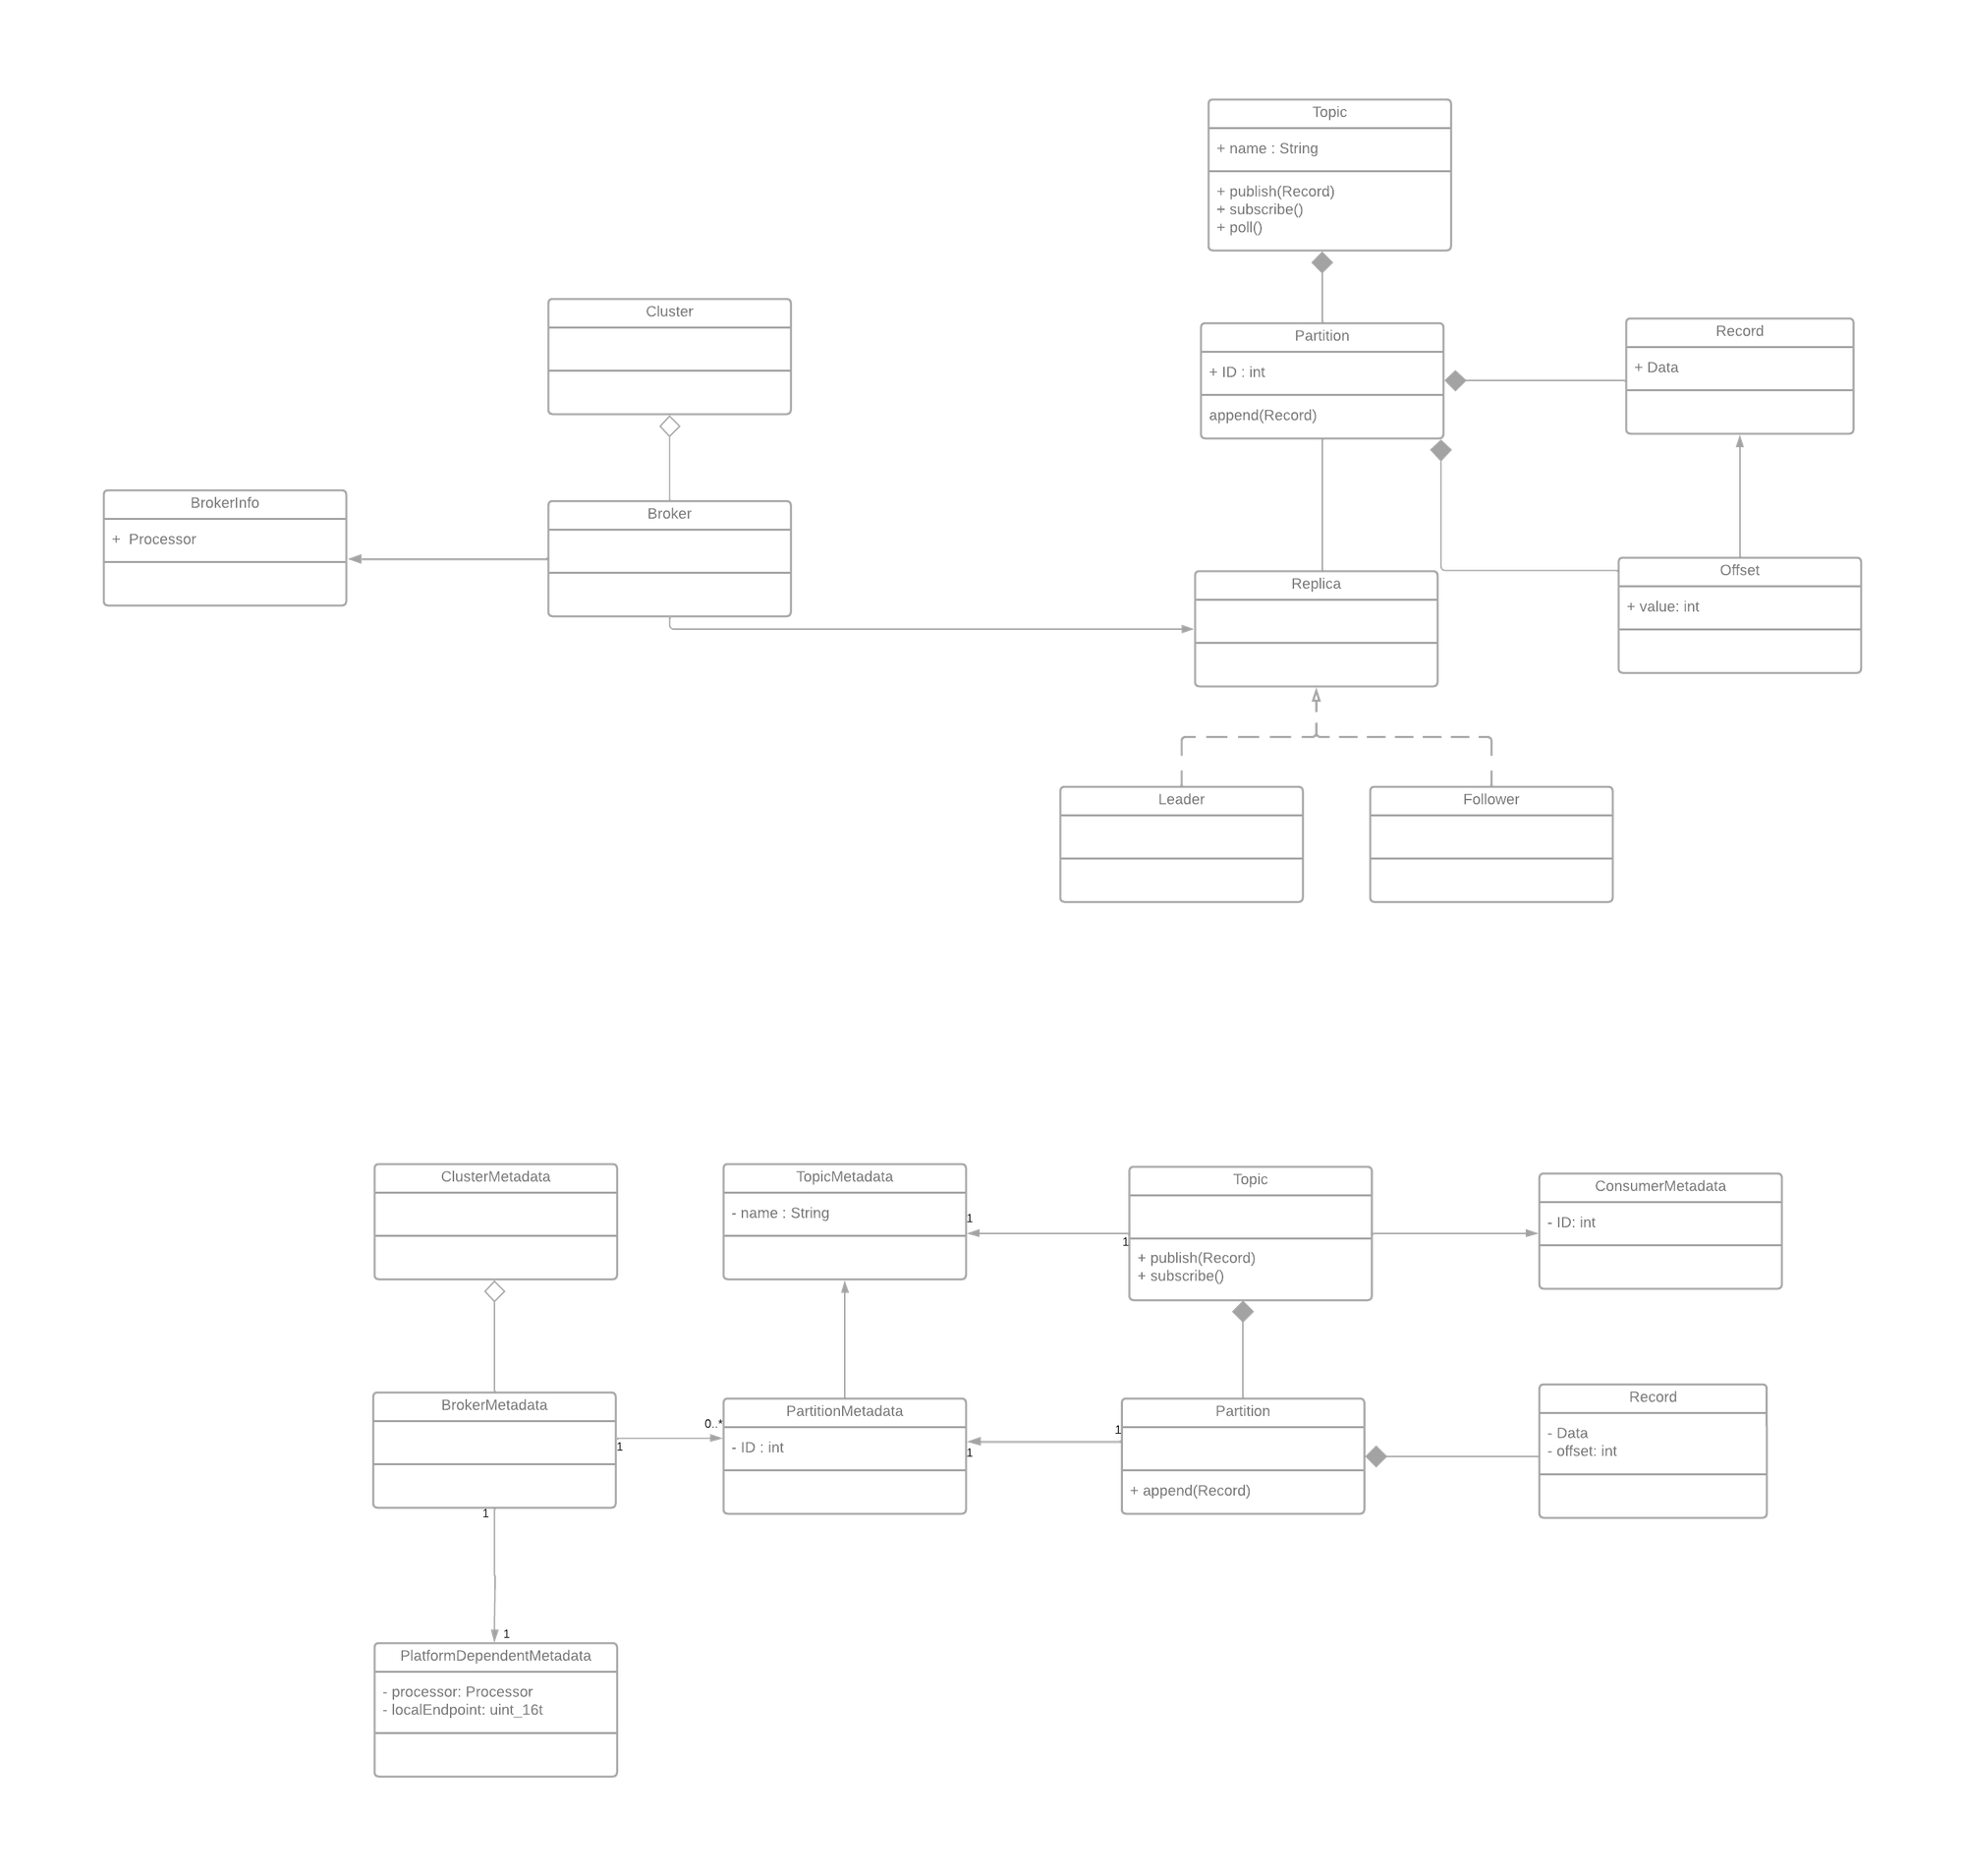 Topic
+ name : String
+ publish(Record)
+ subscribe()
+ poll()
Cluster
Partition
+ ID : int
append(Record)
Record
+ Data
BrokerInfo
+  Processor
Broker
Replica
Offset
+ value: int
Leader
Follower
ClusterMetadata
TopicMetadata
- name : String
1
1
Topic
+ publish(Record)
+ subscribe()
ConsumerMetadata
- ID: int
BrokerMetadata
1
0..*
PartitionMetadata
- ID : int
1
1
Partition
+ append(Record)
Record
- Data
- offset: int
1
1
PlatformDependentMetadata
- processor: Processor
- localEndpoint: uint_16t